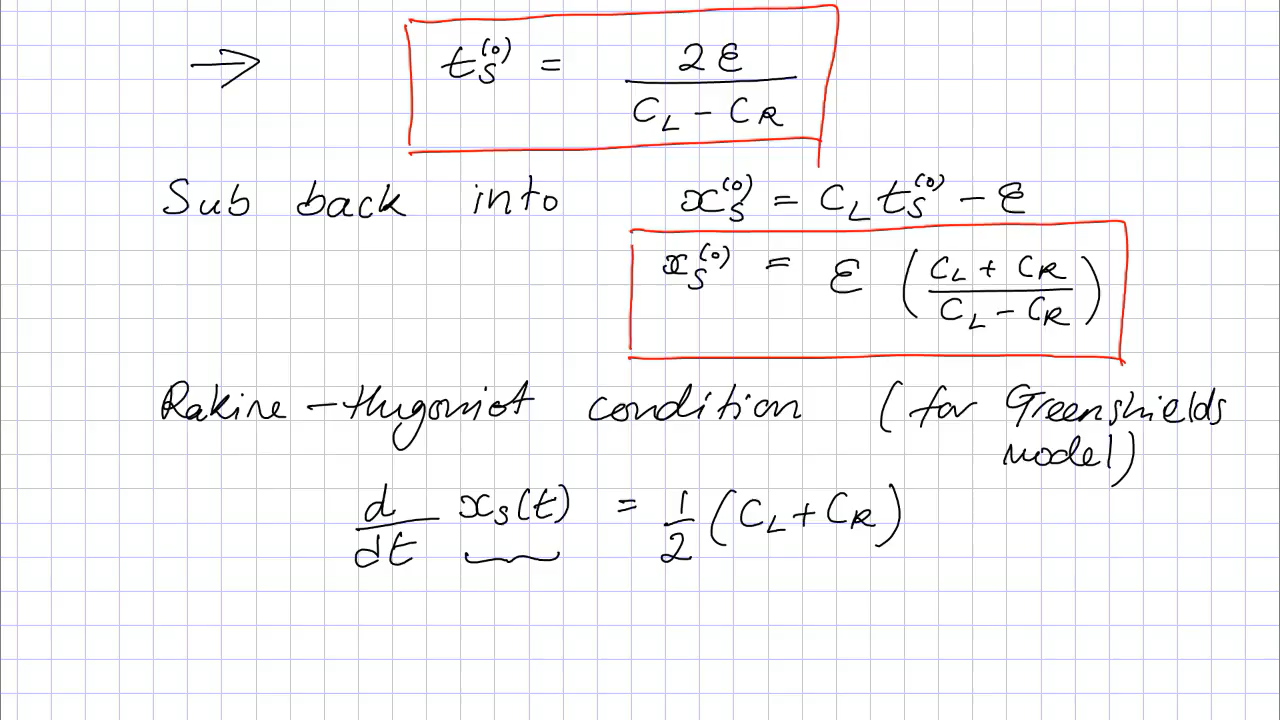 → t_S^(0) = 2ε / (C_L − C_R)
Sub back into x_S^(0) = C_L t_S^(0) − ε
x_S^(0) = ε ((C_L + C_R) / (C_L − C_R))
Rakine – Hugoniot condition (for Greenshields
model)
d/dt x_s(t) = 1/2 (C_L + C_R)